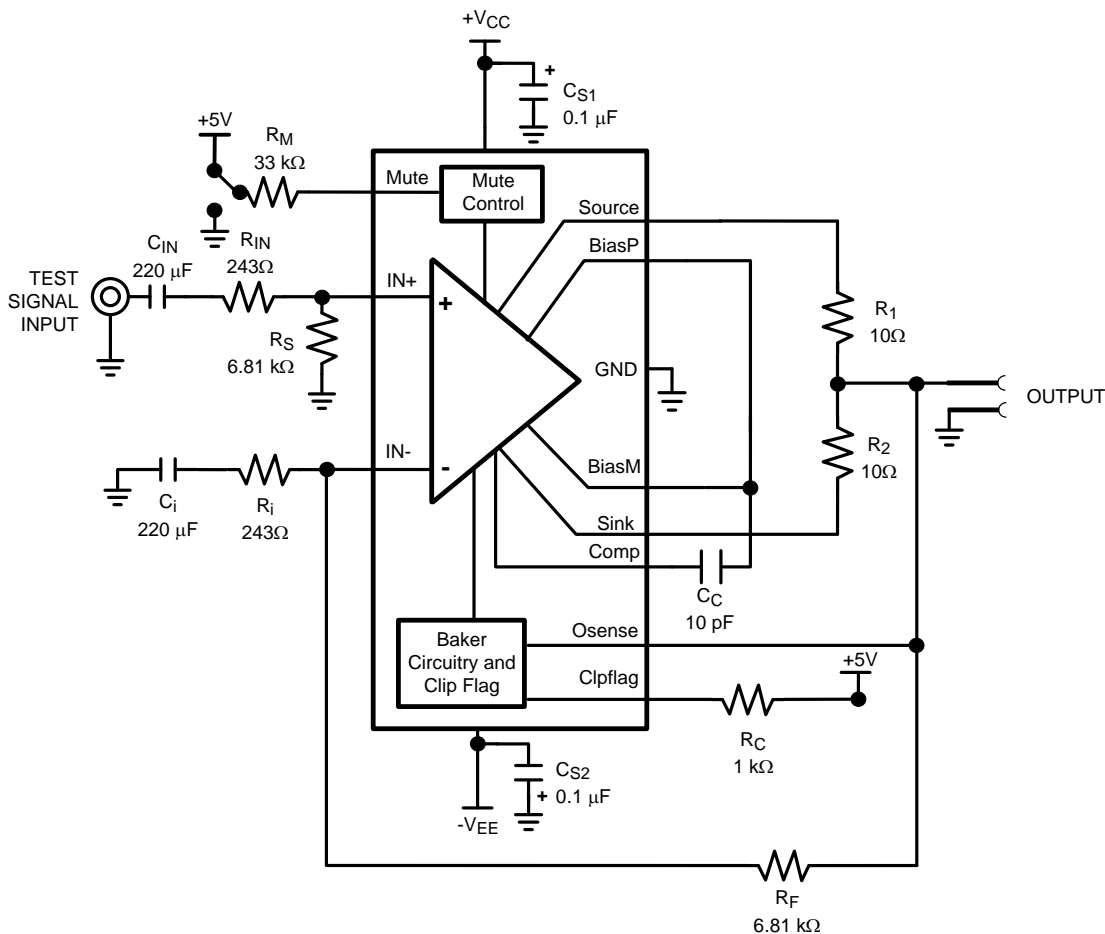 +VCC
+
CS1
0.1 μF
+5V
RM
33 kΩ
Mute
Mute
Control
Source
BiasP
CIN
220 μF
RIN
243Ω
TEST
SIGNAL
INPUT
IN+
+
RS
6.81 kΩ
R1
10Ω
GND
OUTPUT
R2
10Ω
IN-
-
BiasM
Ci
220 μF
Ri
243Ω
Sink
Comp
CC
10 pF
Baker
Circuitry and
Clip Flag
Osense
Clpflag
+5V
RC
1 kΩ
CS2
+ 0.1 μF
-VEE
RF
6.81 kΩ